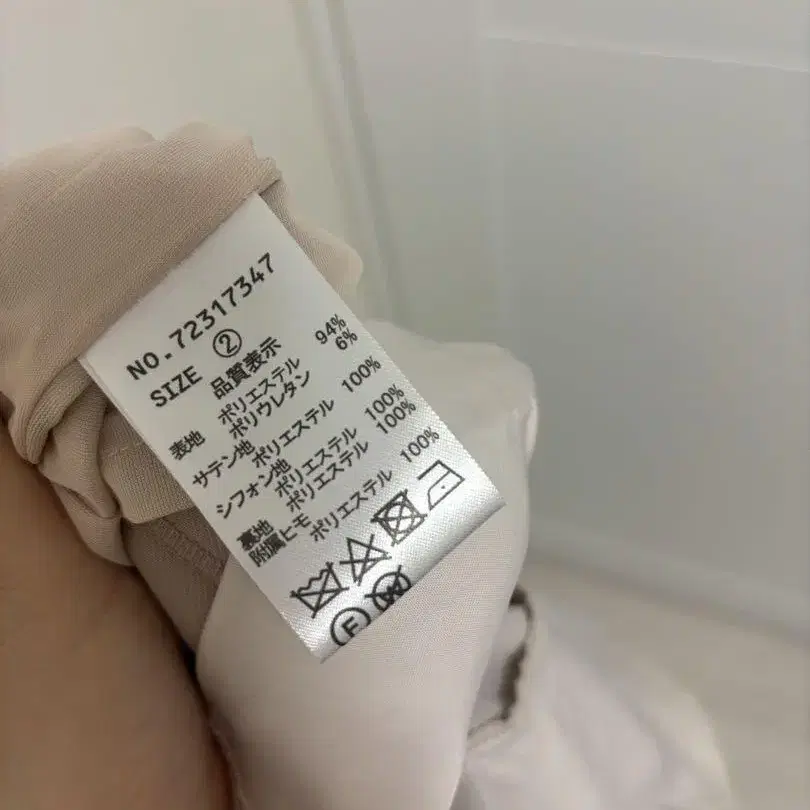 NO.72317347
SIZE ②
品質表示
表地 ポリエステル 94%
ポリウレタン 6%
サテン地 ポリエステル 100%
シフォン地
ポリエステル 100%
裏地 ポリエステル 100%
附属ヒモ ポリエステル 100%
F W